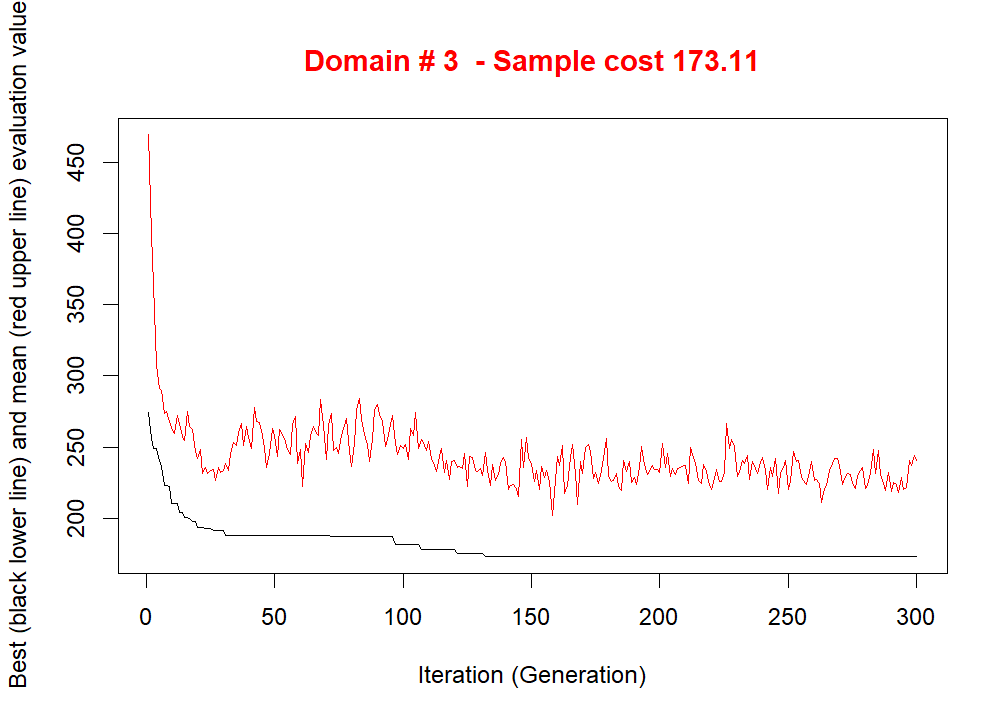 Domain # 3  - Sample cost 173.11
Best (black lower line) and mean (red upper line) evaluation value
450
400
350
300
250
200
0 50 100 150 200 250 300
Iteration (Generation)